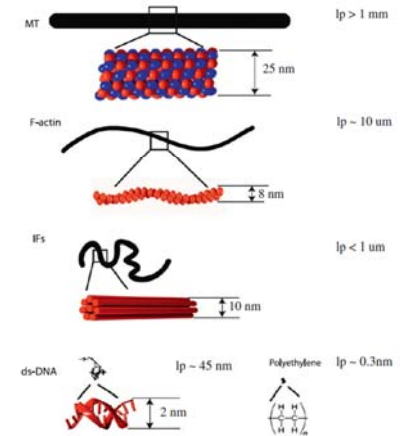 MT
lp > 1 mm
25 nm
F-actin
lp ~ 10 um
8 nm
IFs
lp < 1 um
10 nm
ds-DNA
lp ~ 45 nm
Polyethylene
lp ~ 0.3nm
2 nm
H H
C C
H H
n